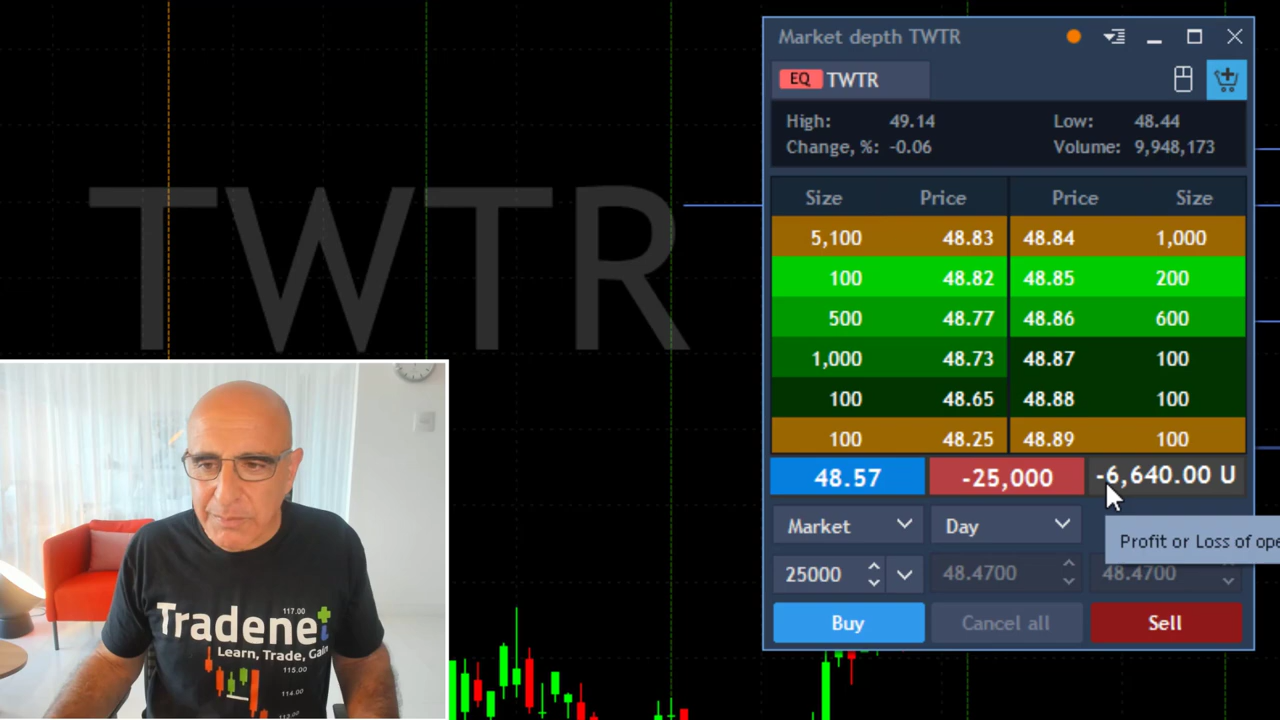 Market depth TWTR
EQ TWTR
High: 49.14 Low: 48.44
Change, %: -0.06 Volume: 9,948,173
Size Price Price Size
5,100 48.83 48.84 1,000
100 48.82 48.85 200
500 48.77 48.86 600
1,000 48.73 48.87 100
100 48.65 48.88 100
100 48.25 48.89 100
48.57 -25,000 -6,640.00 U
Market Day
Profit or Loss of ope
25000 48.4700 48.4700
Buy Cancel all Sell
TWTR
117.00
Tradenet
Learn, Trade, Gain
115.00
114.00